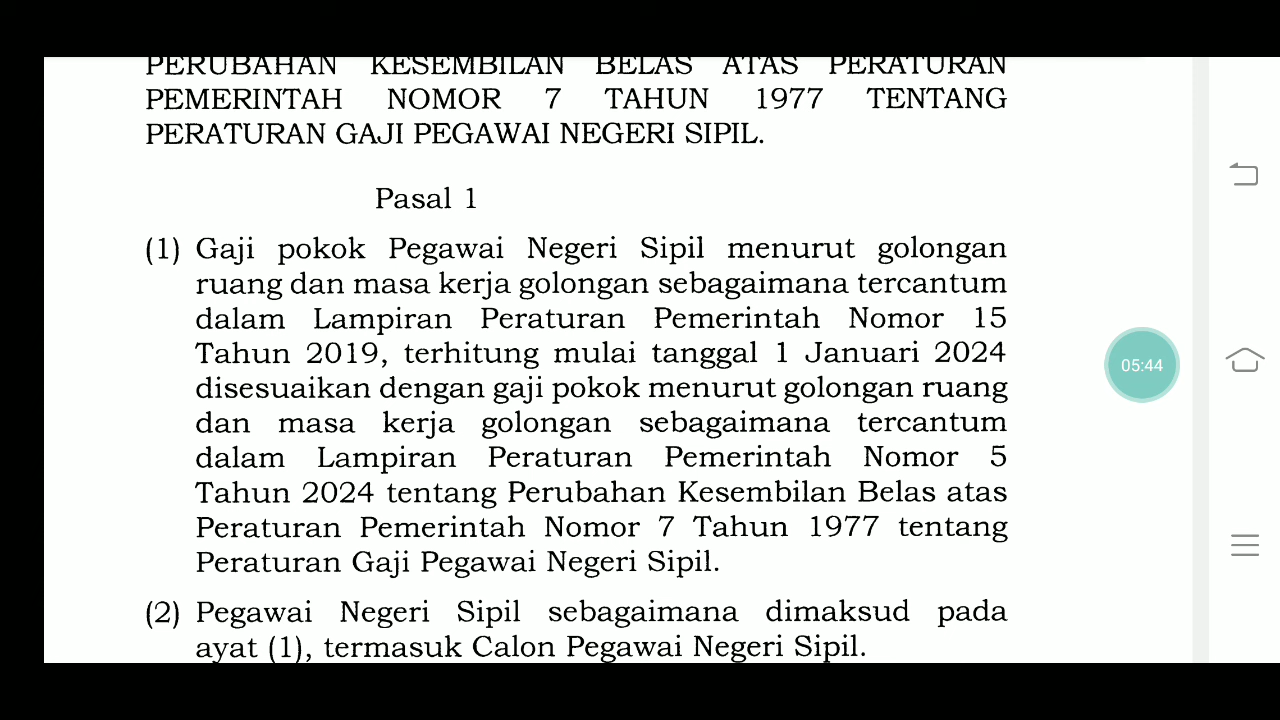 PERUBAHAN KESEMBILAN BELAS ATAS PERATURAN
PEMERINTAH NOMOR 7 TAHUN 1977 TENTANG
PERATURAN GAJI PEGAWAI NEGERI SIPIL.
Pasal 1
(1) Gaji pokok Pegawai Negeri Sipil menurut golongan
ruang dan masa kerja golongan sebagaimana tercantum
dalam Lampiran Peraturan Pemerintah Nomor 15
Tahun 2019, terhitung mulai tanggal 1 Januari 2024
disesuaikan dengan gaji pokok menurut golongan ruang
dan masa kerja golongan sebagaimana tercantum
dalam Lampiran Peraturan Pemerintah Nomor 5
Tahun 2024 tentang Perubahan Kesembilan Belas atas
Peraturan Pemerintah Nomor 7 Tahun 1977 tentang
Peraturan Gaji Pegawai Negeri Sipil.
(2) Pegawai Negeri Sipil sebagaimana dimaksud pada
ayat (1), termasuk Calon Pegawai Negeri Sipil.
05:44